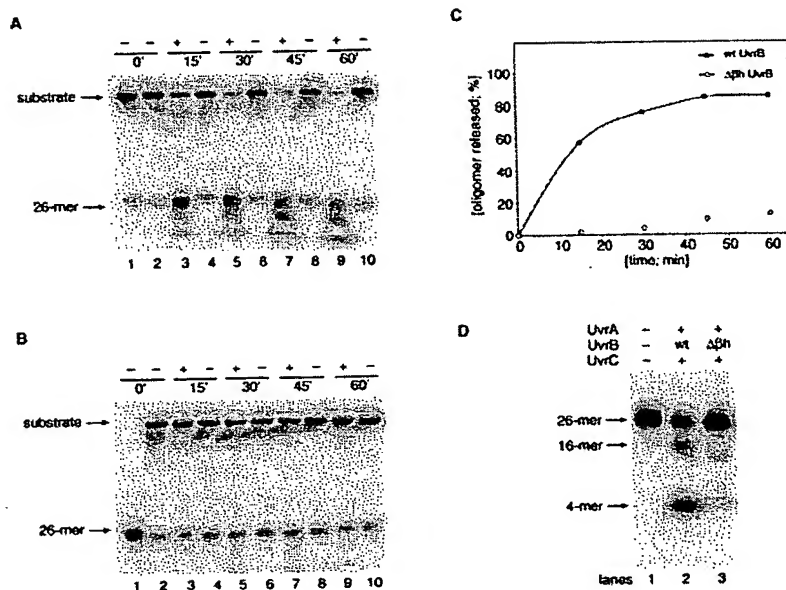 A
− − + − + − + − + −
0' 15' 30' 45' 60'
substrate
26-mer
1 2 3 4 5 6 7 8 9 10
C
[oligomer released; %]
100
80
60
40
20
0
wt UvrB
Δβh UvrB
0 10 20 30 40 50 60
[time; min]
B
− − + − + − + − + −
0' 15' 30' 45' 60'
substrate
26-mer
1 2 3 4 5 6 7 8 9 10
D
UvrA − + +
UvrB − wt Δβh
UvrC − + +
26-mer
16-mer
4-mer
lanes 1 2 3